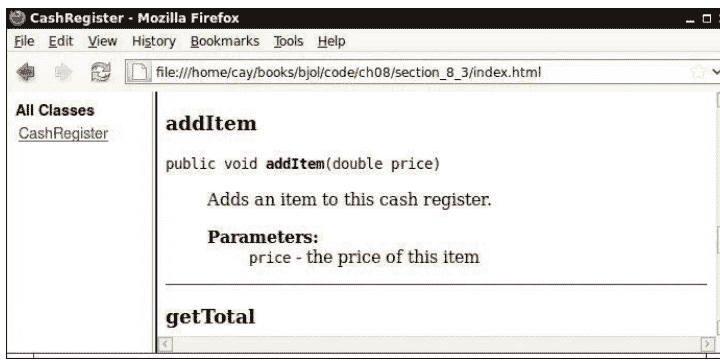 CashRegister - Mozilla Firefox
File Edit View History Bookmarks Tools Help
file:///home/cay/books/bjol/code/ch08/section_8_3/index.html
All Classes
CashRegister
addItem
public void addItem(double price)
Adds an item to this cash register.
Parameters:
price - the price of this item
getTotal